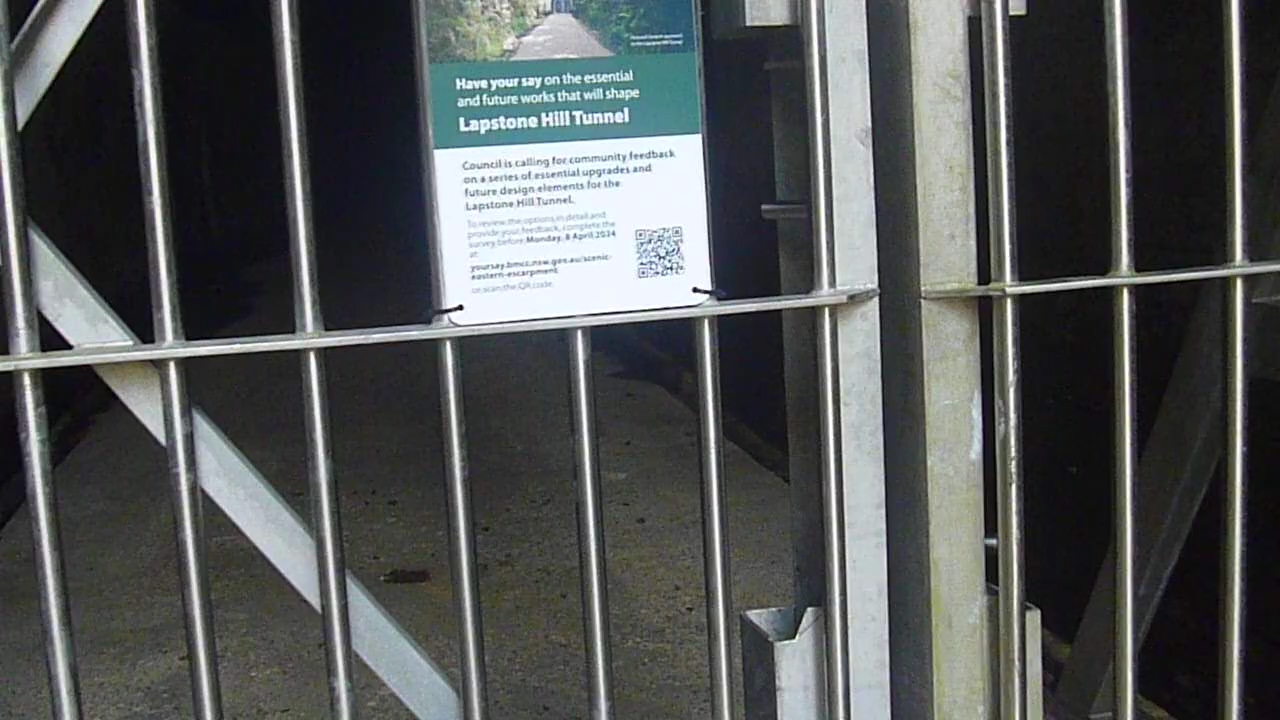 Have your say on the essential
and future works that will shape
Lapstone Hill Tunnel
Council is calling for community feedback
on a series of essential upgrades and
future design elements for the
Lapstone Hill Tunnel.
To review the options in detail and
provide your feedback, complete the
survey before Monday, 8 April 2024
at
yoursay.bmcc.nsw.gov.au/scenic-
eastern-escarpment
or scan the QR code.